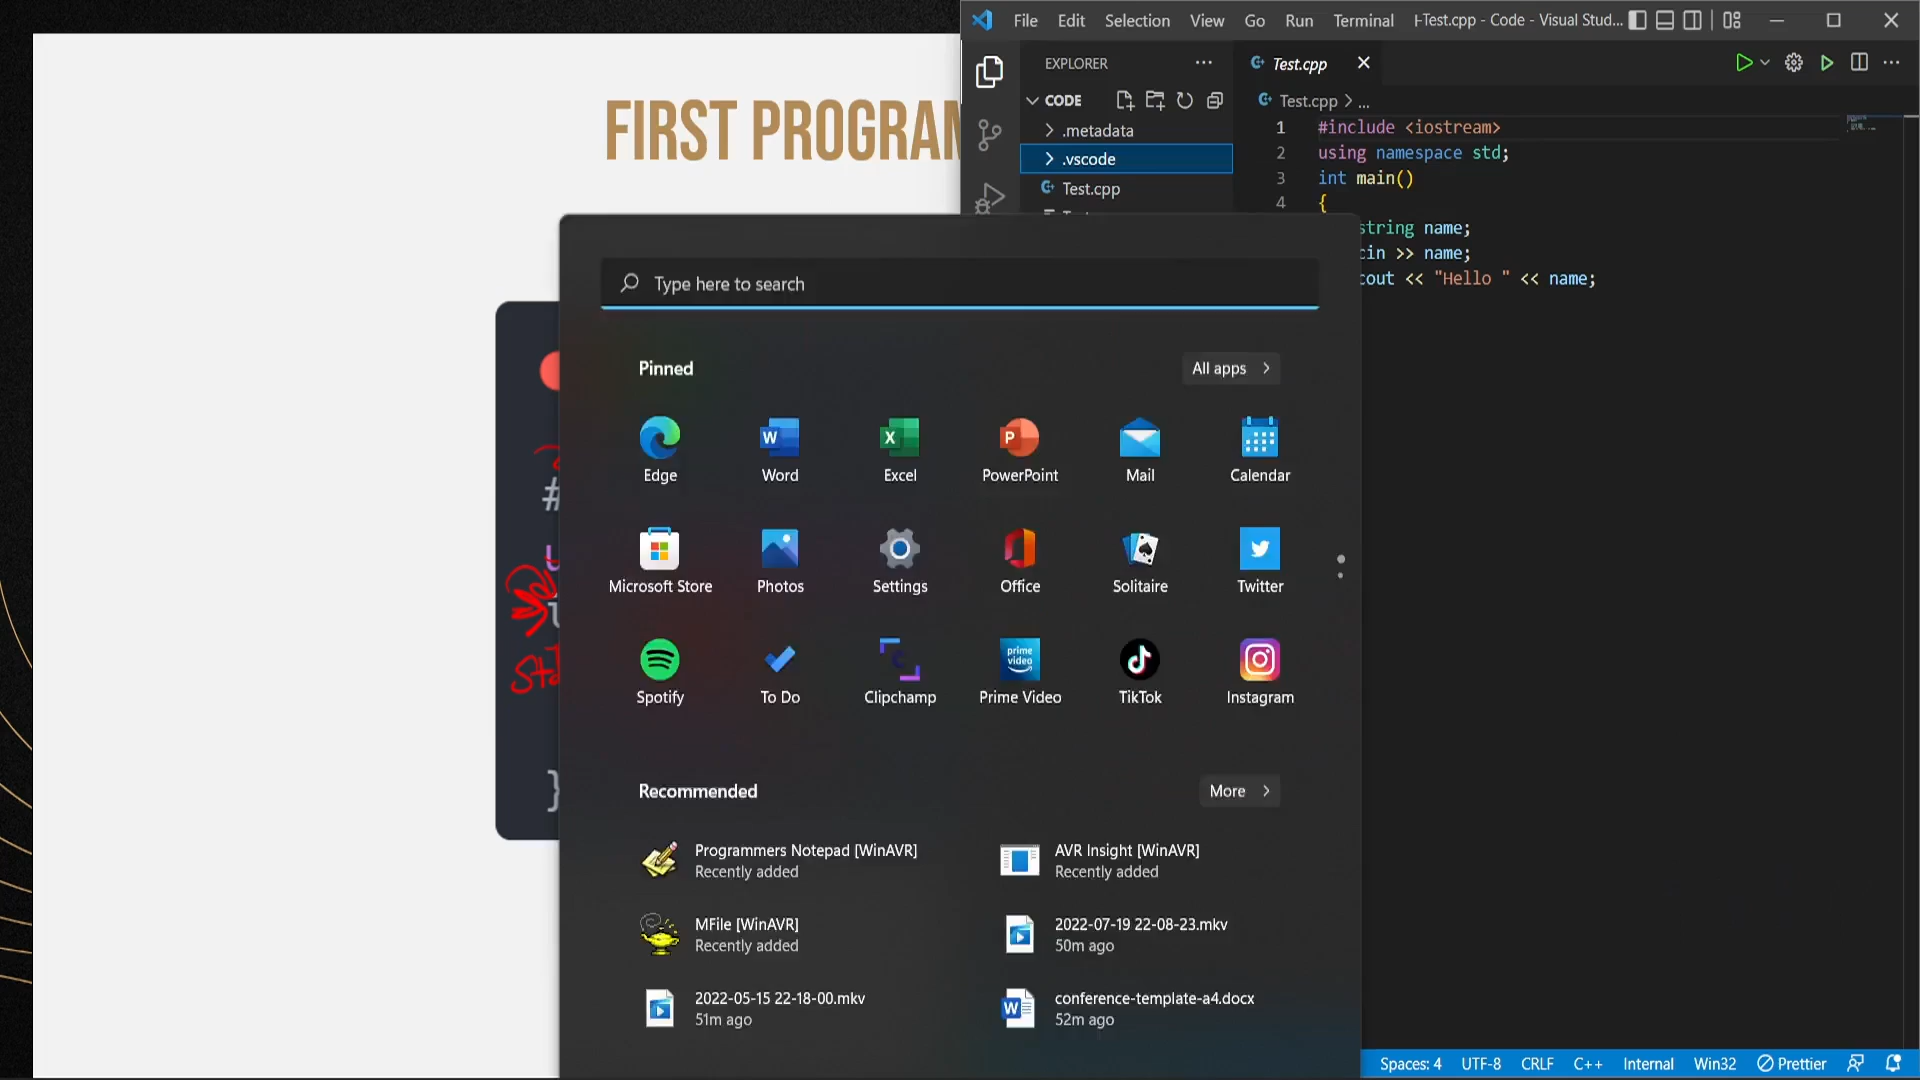 FIRST PROGRAM
#
u
Std
}
File Edit Selection View Go Run Terminal Test.cpp - Code - Visual Stud...
EXPLORER
CODE
.metadata
.vscode
Test.cpp
Test.cpp
Test.cpp > ...
1 #include <iostream>
2 using namespace std;
3 int main()
4 {
string name;
cin >> name;
cout << "Hello " << name;
Type here to search
Pinned
All apps
Edge
Word
Excel
PowerPoint
Mail
Calendar
Microsoft Store
Photos
Settings
Office
Solitaire
Twitter
Spotify
To Do
Clipchamp
prime video
Prime Video
TikTok
Instagram
Recommended
More
Programmers Notepad [WinAVR]
Recently added
AVR Insight [WinAVR]
Recently added
MFile [WinAVR]
Recently added
2022-07-19 22-08-23.mkv
50m ago
2022-05-15 22-18-00.mkv
51m ago
conference-template-a4.docx
52m ago
Spaces: 4 UTF-8 CRLF C++ Internal Win32 Prettier